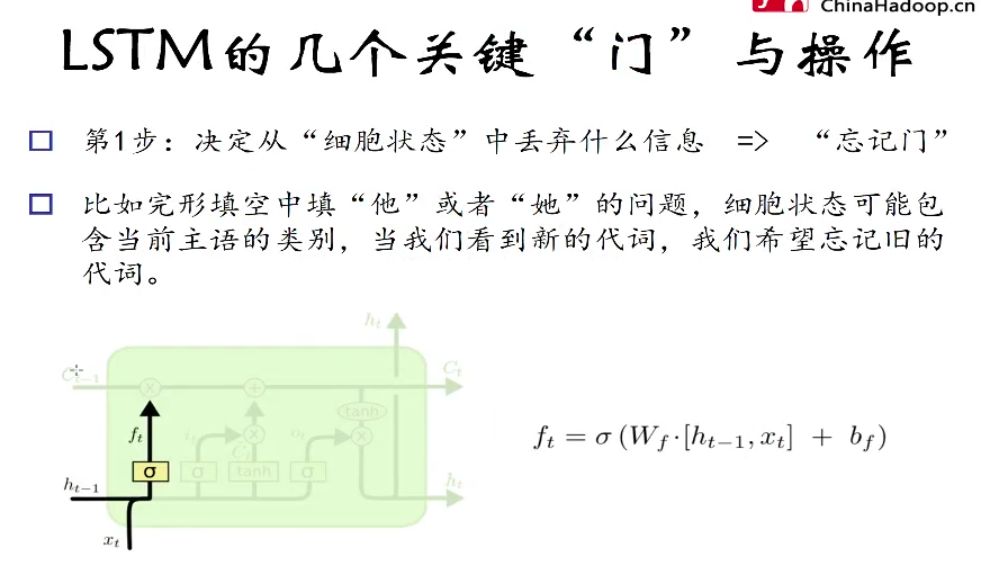 ChinaHadoop.cn
LSTM的几个关键“门”与操作
第1步：决定从“细胞状态”中丢弃什么信息 => “忘记门”
比如完形填空中填“他”或者“她”的问题，细胞状态可能包
含当前主语的类别，当我们看到新的代词，我们希望忘记旧的
代词。
h_t
C_{t-1}
C_t
×
+
tanh
f_t
i_t
o_t
×
×
C̃_t
σ
σ
tanh
σ
h_{t-1}
h_t
x_t
f_t = σ(W_f·[h_{t-1}, x_t] + b_f)